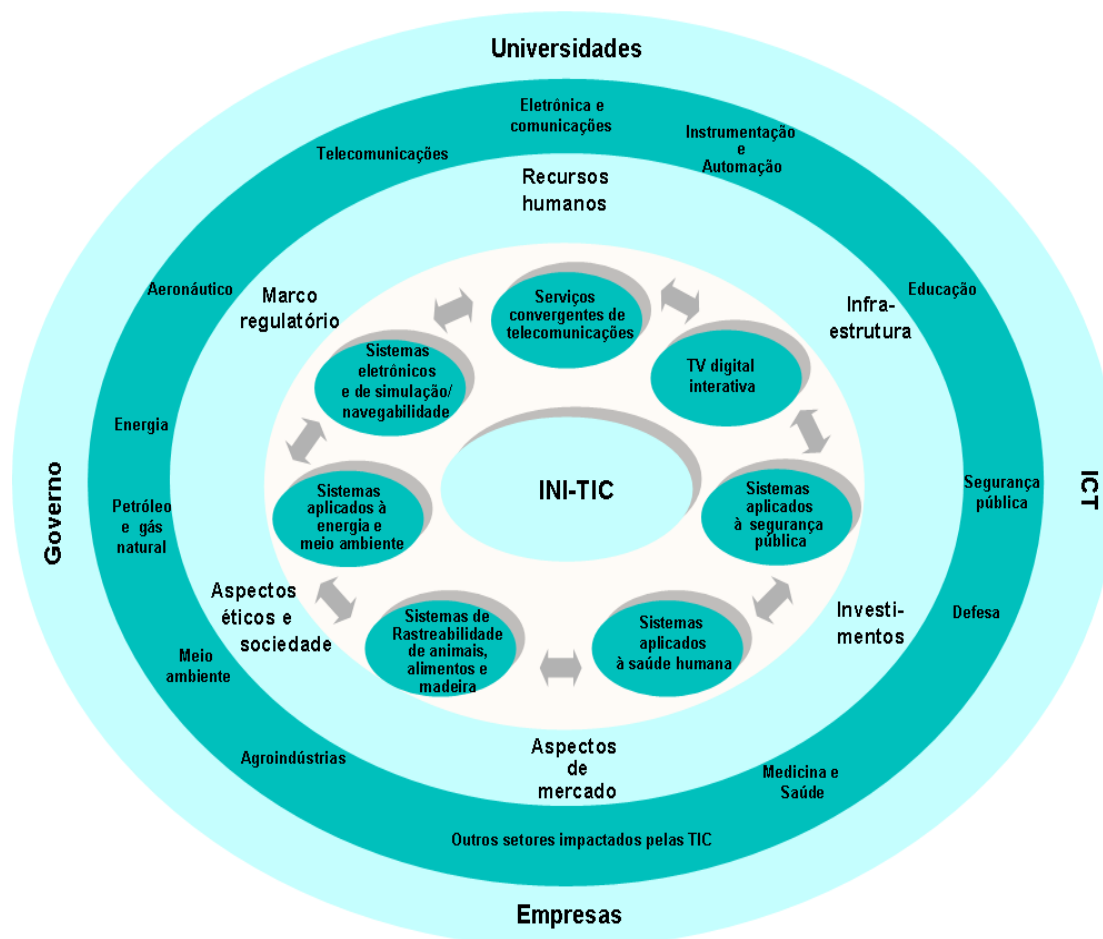 Universidades
Eletrônica e
comunicações
Instrumentação
e
Automação
Telecomunicações
Recursos
humanos
Aeronáutico
Educação
Marco
regulatório
Infra-
estrutura
Serviços
convergentes de
telecomunicações
Sistemas
eletrônicos
e de simulação/
navegabilidade
TV digital
interativa
Energia
Governo
ICT
INI-TIC
Segurança
pública
Petróleo
e gás
natural
Sistemas
aplicados à
energia e
meio ambiente
Sistemas
aplicados
à segurança
pública
Aspectos
éticos e
sociedade
Investi-
mentos
Defesa
Sistemas de
Rastreabilidade
de animais,
alimentos e
madeira
Sistemas
aplicados
à saúde humana
Meio
ambiente
Agroindústrias
Aspectos
de
mercado
Medicina e
Saúde
Outros setores impactados pelas TIC
Empresas